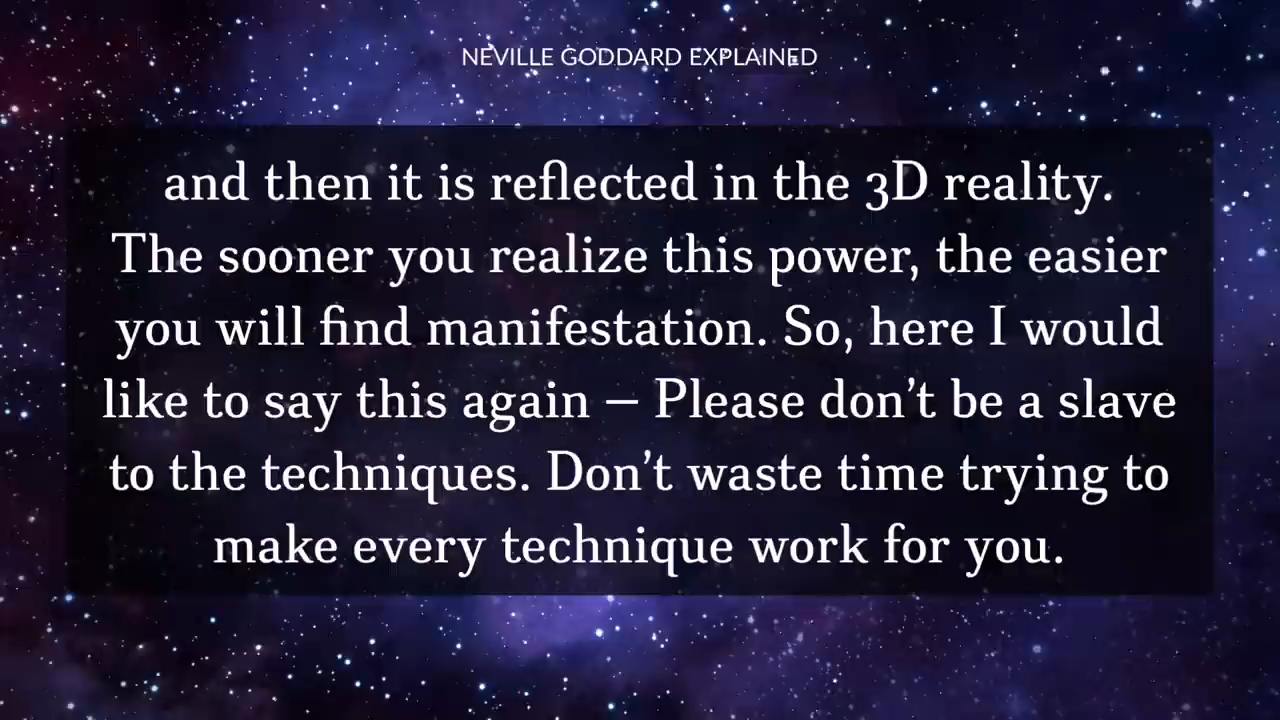 NEVILLE GODDARD EXPLAINED
and then it is reflected in the 3D reality.
The sooner you realize this power, the easier
you will find manifestation. So, here I would
like to say this again – Please don’t be a slave
to the techniques. Don’t waste time trying to
make every technique work for you.